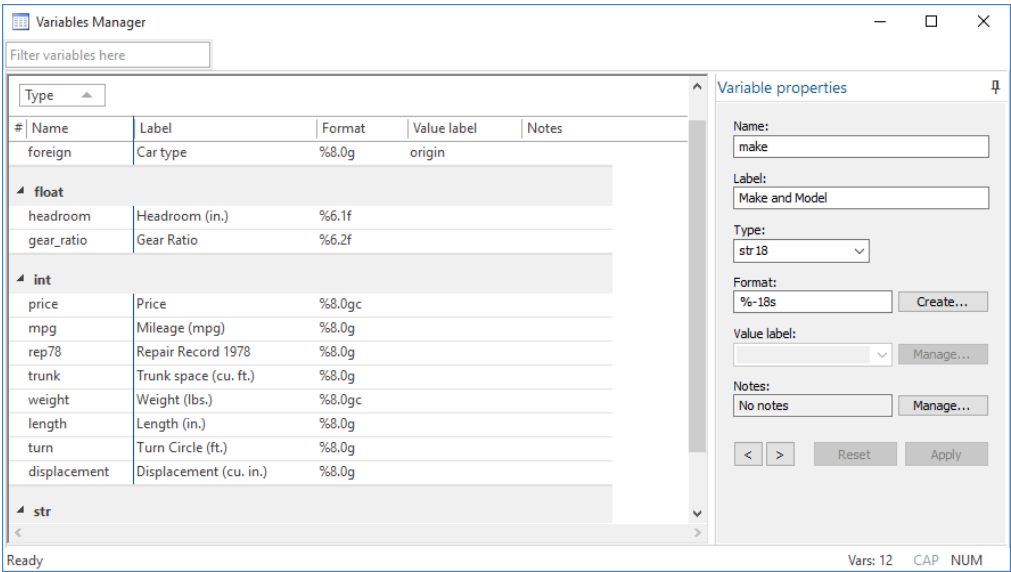 Variables Manager
Filter variables here
Type
# Name Label Format Value label Notes
foreign Car type %8.0g origin
float
headroom Headroom (in.) %6.1f
gear_ratio Gear Ratio %6.2f
int
price Price %8.0gc
mpg Mileage (mpg) %8.0g
rep78 Repair Record 1978 %8.0g
trunk Trunk space (cu. ft.) %8.0g
weight Weight (lbs.) %8.0gc
length Length (in.) %8.0g
turn Turn Circle (ft.) %8.0g
displacement Displacement (cu. in.) %8.0g
str
Variable properties
Name:
make
Label:
Make and Model
Type:
str18
Format:
%-18s Create...
Value label:
Manage...
Notes:
No notes Manage...
< > Reset Apply
Ready Vars: 12 CAP NUM